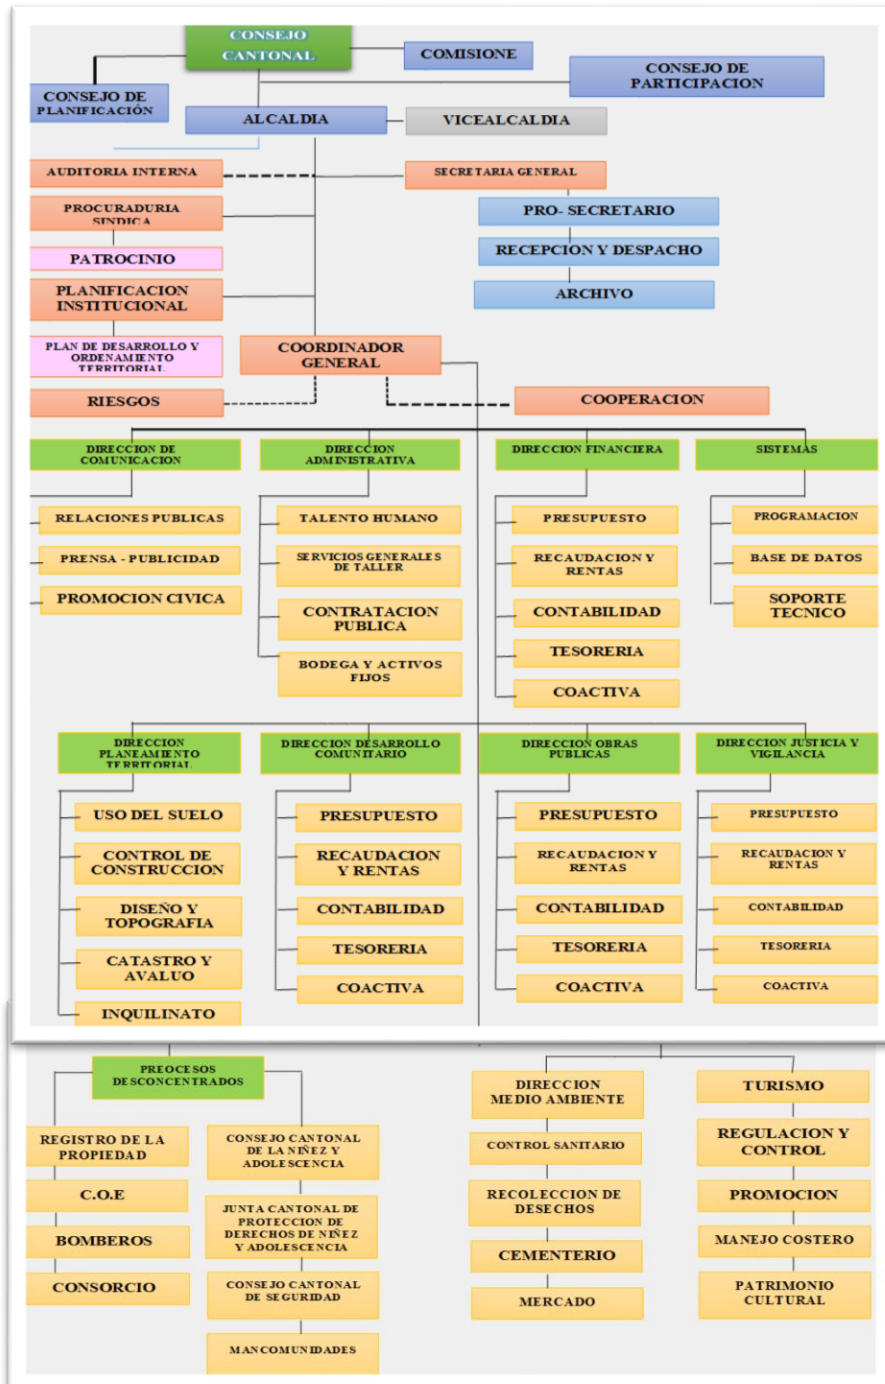 CONSEJO
CANTONAL
COMISIONE
CONSEJO DE
PARTICIPACION
CONSEJO DE
PLANIFICACIÓN
ALCALDIA
VICEALCALDIA
AUDITORIA INTERNA
SECRETARIA GENERAL
PROCURADURIA
SINDICA
PRO- SECRETARIO
PATROCINIO
RECEPCION Y DESPACHO
PLANIFICACION
INSTITUCIONAL
ARCHIVO
PLAN DE DESARROLLO Y
ORDENAMIENTO
TERRITORIAL
COORDINADOR
GENERAL
RIESGOS
COOPERACION
DIRECCION DE
COMUNICACION
DIRECCION
ADMINISTRATIVA
DIRECCION FINANCIERA
SISTEMAS
RELACIONES PUBLICAS
PRENSA - PUBLICIDAD
PROMOCION CIVICA
TALENTO HUMANO
SERVICIOS GENERALES
DE TALLER
CONTRATACION
PUBLICA
BODEGA Y ACTIVOS
FIJOS
PRESUPUESTO
RECAUDACION Y
RENTAS
CONTABILIDAD
TESORERIA
COACTIVA
PROGRAMACION
BASE DE DATOS
SOPORTE
TECNICO
DIRECCION
PLANEAMIENTO
TERRITORIAL
DIRECCION DESARROLLO
COMUNITARIO
DIRECCION OBRAS
PUBLICAS
DIRECCION JUSTICIA Y
VIGILANCIA
USO DEL SUELO
CONTROL DE
CONSTRUCCION
DISEÑO Y
TOPOGRAFIA
CATASTRO Y
AVALUO
INQUILINATO
PRESUPUESTO
RECAUDACION
Y RENTAS
CONTABILIDAD
TESORERIA
COACTIVA
PRESUPUESTO
RECAUDACION Y
RENTAS
CONTABILIDAD
TESORERIA
COACTIVA
PRESUPUESTO
RECAUDACION Y
RENTAS
CONTABILIDAD
TESORERIA
COACTIVA
PREOCESOS
DESCONCENTRADOS
REGISTRO DE LA
PROPIEDAD
C.O.E
BOMBEROS
CONSORCIO
CONSEJO CANTONAL
DE LA NIÑEZ Y
ADOLESCENCIA
JUNTA CANTONAL DE
PROTECCION DE
DERECHOS DE NIÑEZ
Y ADOLESCENCIA
CONSEJO CANTONAL
DE SEGURIDAD
MANCOMUNIDADES
DIRECCION
MEDIO AMBIENTE
CONTROL SANITARIO
RECOLECCION DE
DESECHOS
CEMENTERIO
MERCADO
TURISMO
REGULACION Y
CONTROL
PROMOCION
MANEJO COSTERO
PATRIMONIO
CULTURAL